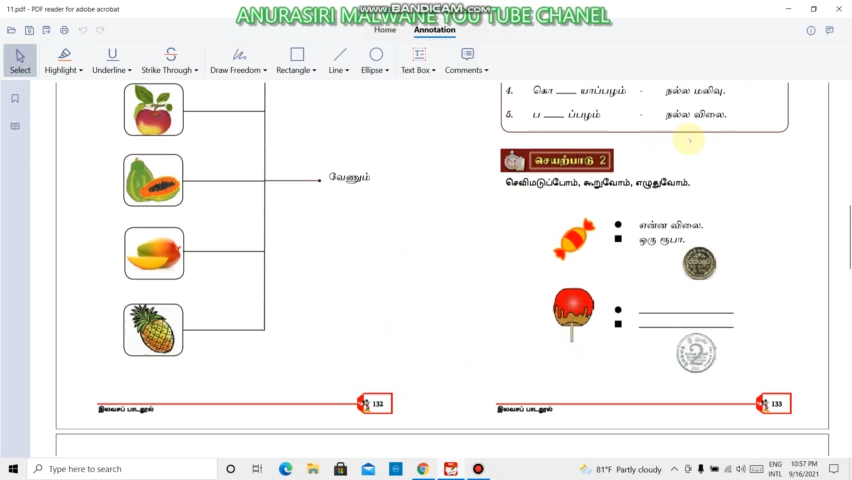 11.pdf - PDF reader for adobe acrobat
www.BANDICAM.com
ANURASIRI MALWANE YOU TUBE CHANEL
Home
Annotation
Select
Highlight
Underline
Strike Through
Draw Freedom
Rectangle
Line
Ellipse
Text Box
Comments
வேணும்
இலவசப் பாடநூல்
132
4. கொ ___ யாப்பழம் - நல்ல மலிவு.
5. ப ___ ப்பழம் - நல்ல விலை.
செயற்பாடு 2
செவிமடுப்போம், கூறுவோம், எழுதுவோம்.
என்ன விலை.
ஒரு ரூபா.
2
இலவசப் பாடநூல்
133
Type here to search
81°F Partly cloudy
ENG
INTL
10:57 PM
9/16/2021